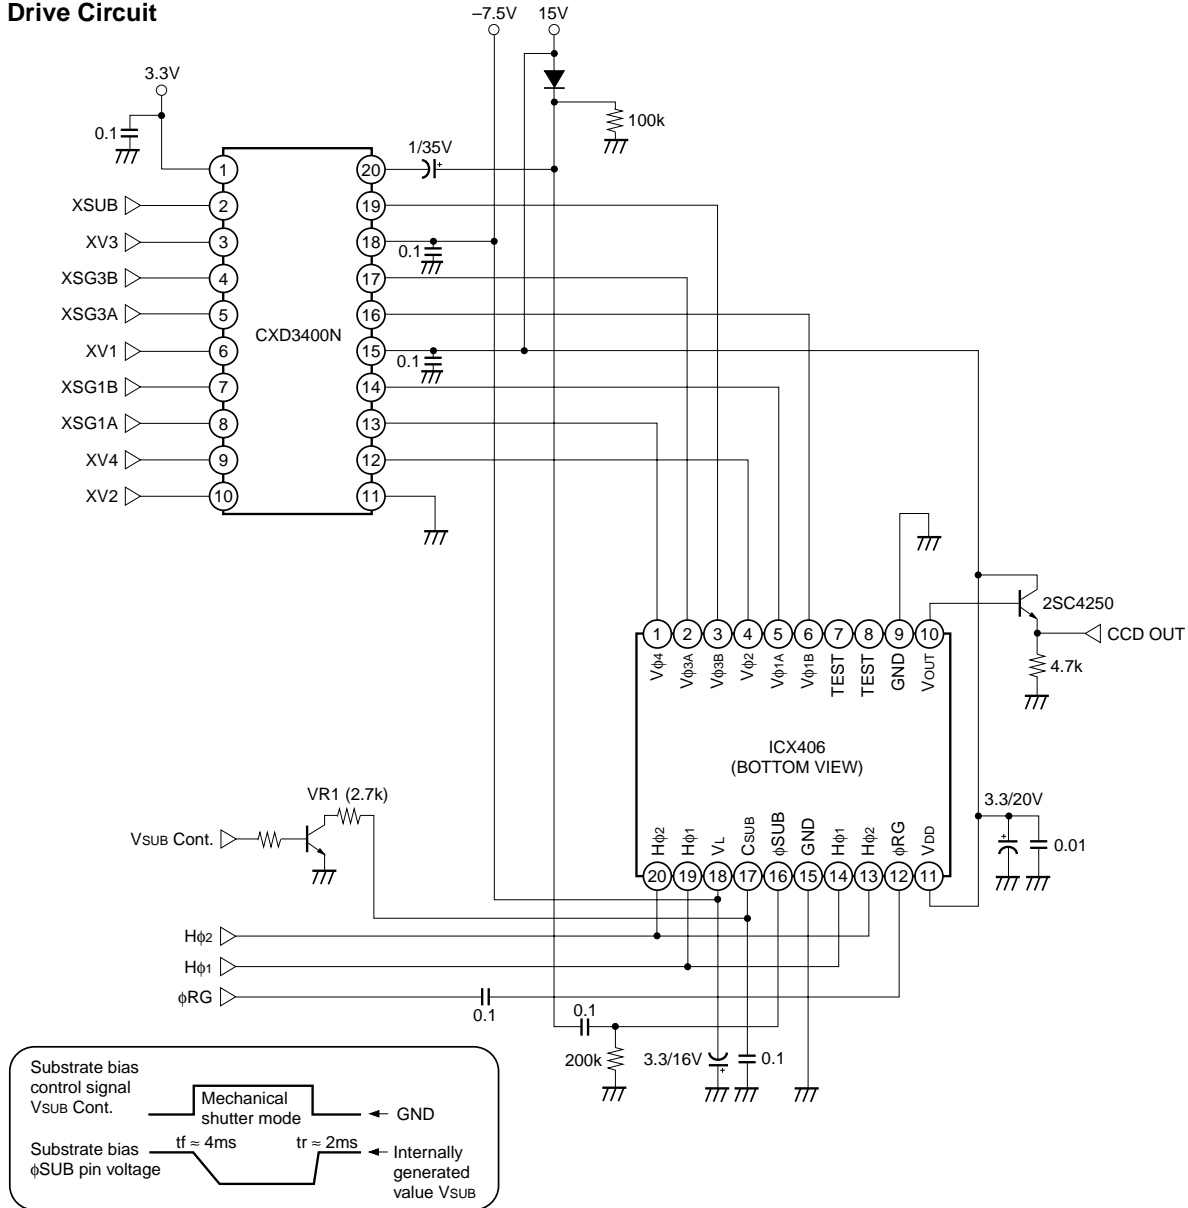 Drive Circuit
–7.5V
15V
3.3V
0.1
100k
1/35V
1
20
XSUB
2
19
XV3
3
18
0.1
XSG3B
4
17
XSG3A
5
16
CXD3400N
XV1
6
15
0.1
XSG1B
7
14
XSG1A
8
13
XV4
9
12
XV2
10
11
2SC4250
CCD OUT
4.7k
1 2 3 4 5 6 7 8 9 10
Vφ4 Vφ3A Vφ3B Vφ2 Vφ1A Vφ1B TEST TEST GND VOUT
ICX406
(BOTTOM VIEW)
3.3/20V
0.01
VR1 (2.7k)
VSUB Cont.
Hφ2 Hφ1 VL CSUB φSUB GND Hφ1 Hφ2 φRG VDD
20 19 18 17 16 15 14 13 12 11
Hφ2
Hφ1
φRG
0.1
0.1
200k
3.3/16V
0.1
Substrate bias
control signal
VSUB Cont.
Mechanical
shutter mode
GND
Substrate bias
φSUB pin voltage
tf ≈ 4ms
tr ≈ 2ms
Internally
generated
value VSUB